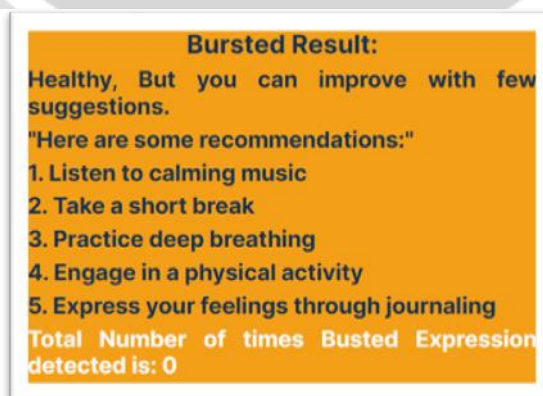 Bursted Result:
Healthy, But you can improve with few
suggestions.
"Here are some recommendations:"
1. Listen to calming music
2. Take a short break
3. Practice deep breathing
4. Engage in a physical activity
5. Express your feelings through journaling
Total Number of times Busted Expression
detected is: 0